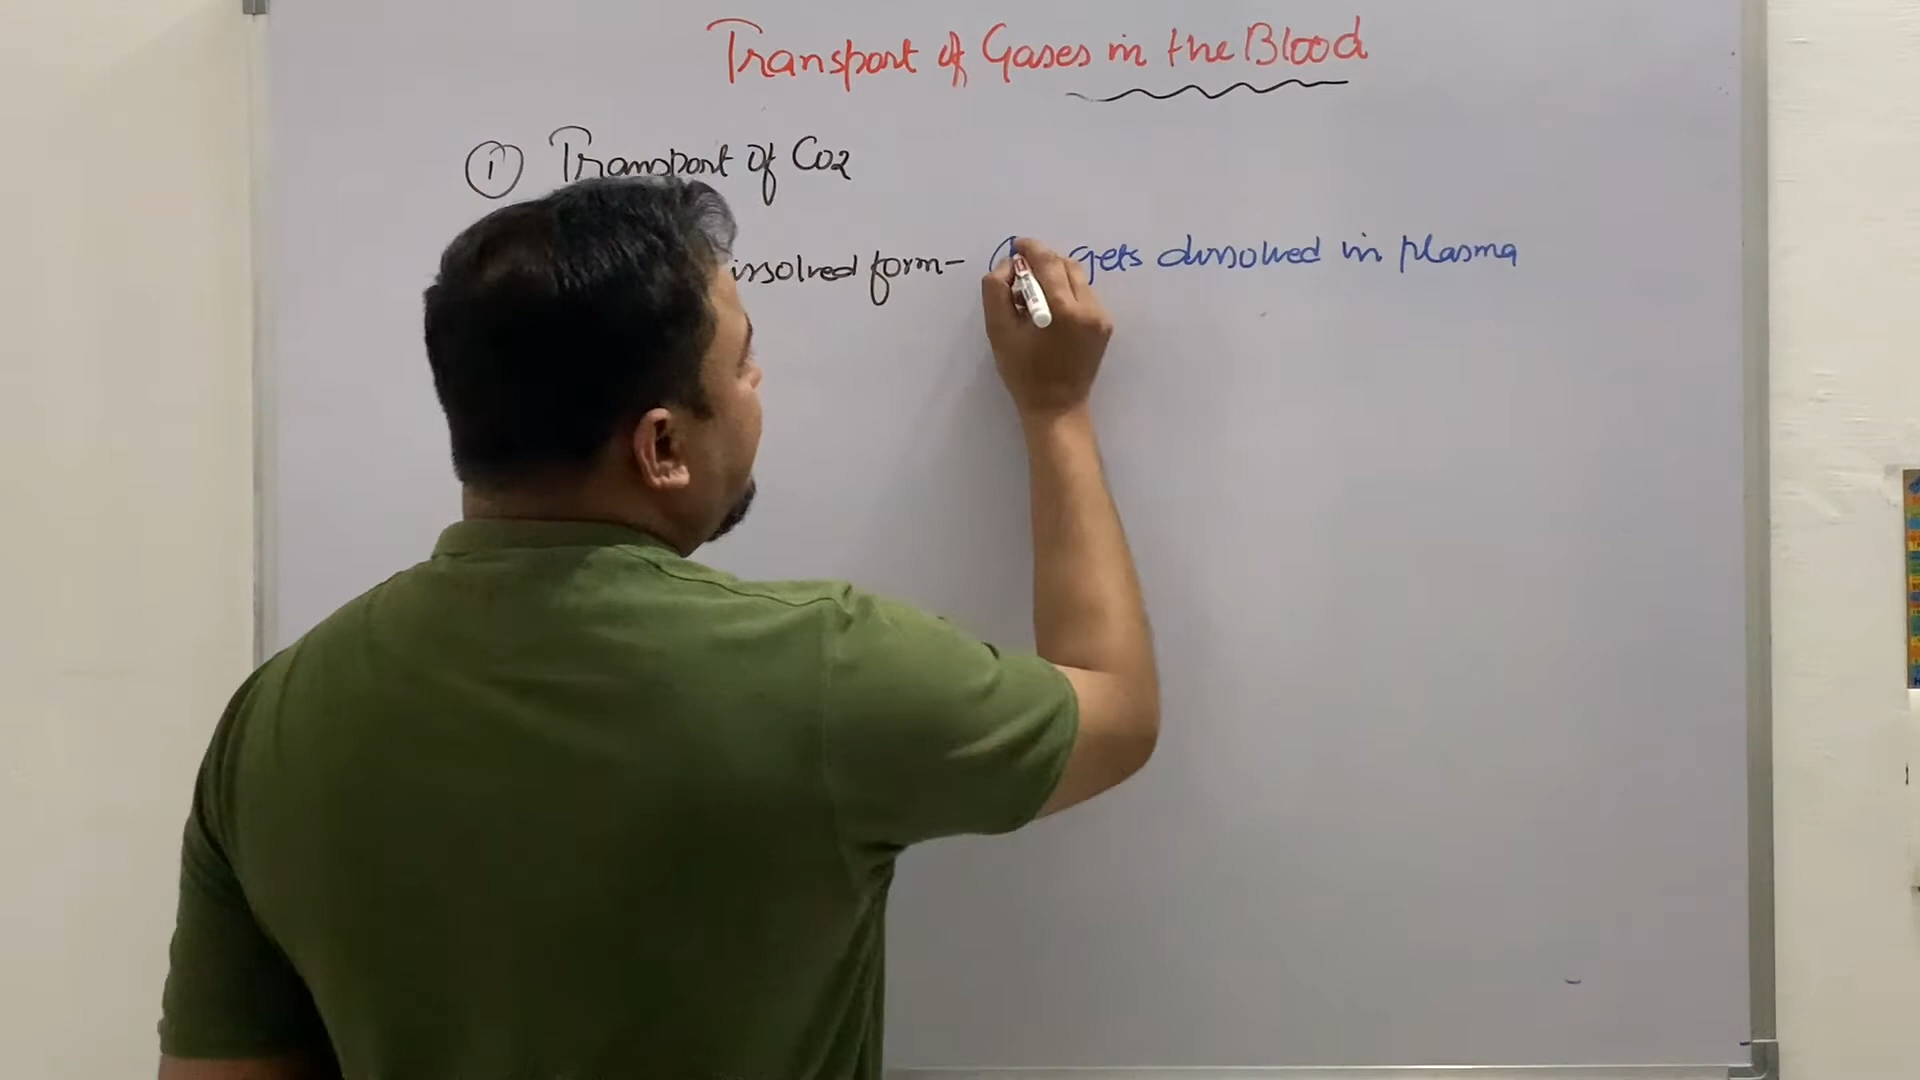 Transport of Gases in the Blood
① Transport of CO2
issolved form- gets dissolved in plasma